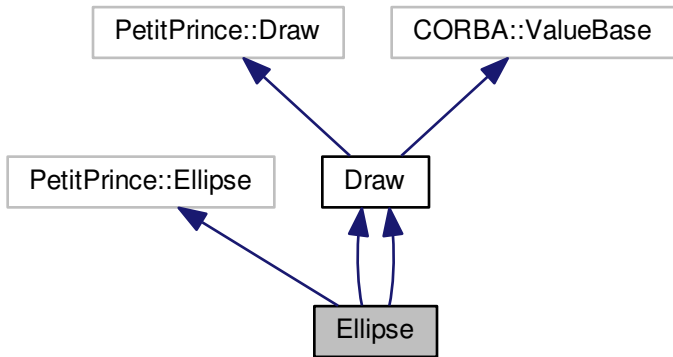 PetitPrince::Draw
CORBA::ValueBase
PetitPrince::Ellipse
Draw
Ellipse